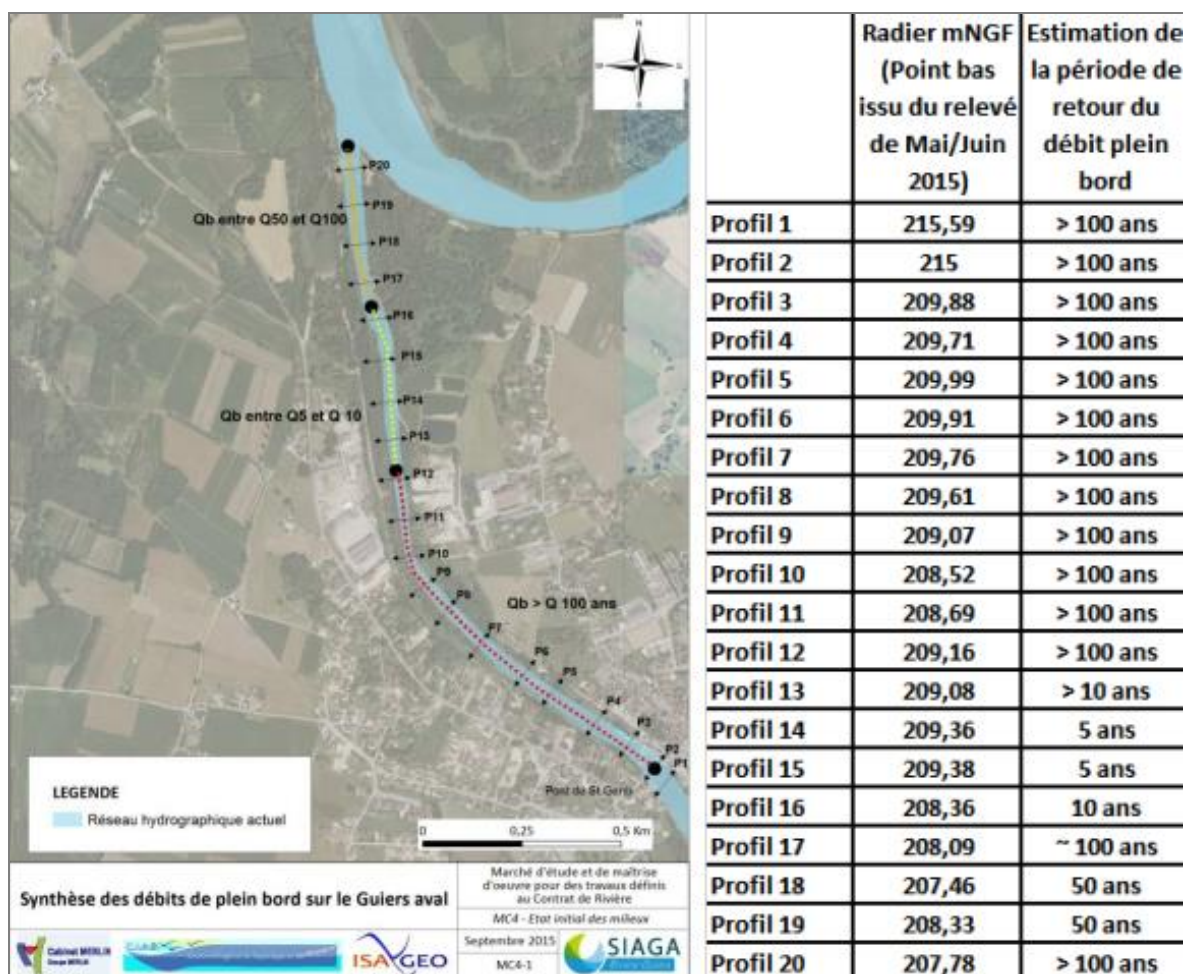 N
S
P20
P19
Qb entre Q50 et Q100
P18
P17
P16
P15
Qb entre Q5 et Q 10
P14
P13
P12
P11
P10
P9
P8
Qb > Q 100 ans
P7
P6
P5
P4
P3
P2
P1
Pont de St Genix
LEGENDE
Réseau hydrographique actuel
0 0,25 0,5 Km
Synthèse des débits de plein bord sur le Guiers aval
Marché d'étude et de maîtrise
d'oeuvre pour des travaux définis
au Contrat de Rivière
MC4 - Etat initial des milieux
Septembre 2015
MC4-1
Cabinet MERLIN
Groupe MERLIN
ISA GEO
SIAGA
Radier mNGF
(Point bas
issu du relevé
de Mai/Juin
2015)
Estimation de
la période de
retour du
débit plein
bord
Profil 1 215,59 > 100 ans
Profil 2 215 > 100 ans
Profil 3 209,88 > 100 ans
Profil 4 209,71 > 100 ans
Profil 5 209,99 > 100 ans
Profil 6 209,91 > 100 ans
Profil 7 209,76 > 100 ans
Profil 8 209,61 > 100 ans
Profil 9 209,07 > 100 ans
Profil 10 208,52 > 100 ans
Profil 11 208,69 > 100 ans
Profil 12 209,16 > 100 ans
Profil 13 209,08 > 10 ans
Profil 14 209,36 5 ans
Profil 15 209,38 5 ans
Profil 16 208,36 10 ans
Profil 17 208,09 ~ 100 ans
Profil 18 207,46 50 ans
Profil 19 208,33 50 ans
Profil 20 207,78 > 100 ans